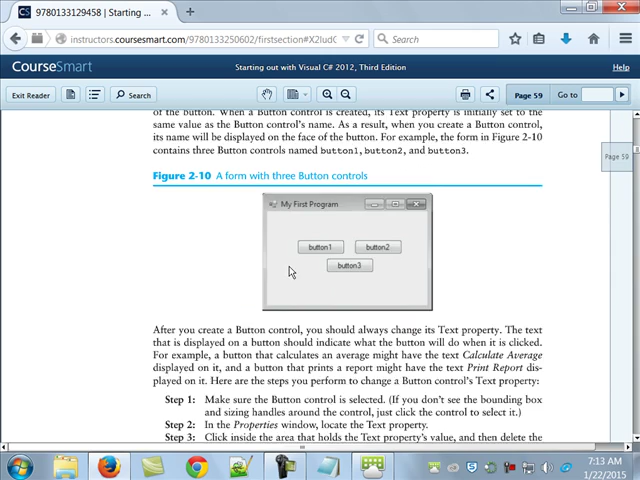 9780133129458 | Starting ...
instructors.coursesmart.com/9780133250602/firstsection#X2ludG
Search
CourseSmart
Starting out with Visual C# 2012, Third Edition
Help
Exit Reader
Search
Page 59
Go to
of the button. When a Button control is created, its Text property is initially set to the
same value as the Button control's name. As a result, when you create a Button control,
its name will be displayed on the face of the button. For example, the form in Figure 2-10
contains three Button controls named button1, button2, and button3.
Page 59
Figure 2-10 A form with three Button controls
My First Program
button1 button2
button3
After you create a Button control, you should always change its Text property. The text
that is displayed on a button should indicate what the button will do when it is clicked.
For example, a button that calculates an average might have the text Calculate Average
displayed on it, and a button that prints a report might have the text Print Report dis-
played on it. Here are the steps you perform to change a Button control's Text property:
Step 1: Make sure the Button control is selected. (If you don't see the bounding box
and sizing handles around the control, just click the control to select it.)
Step 2: In the Properties window, locate the Text property.
Step 3: Click inside the area that holds the Text property's value, and then delete the
7:13 AM
1/22/2015